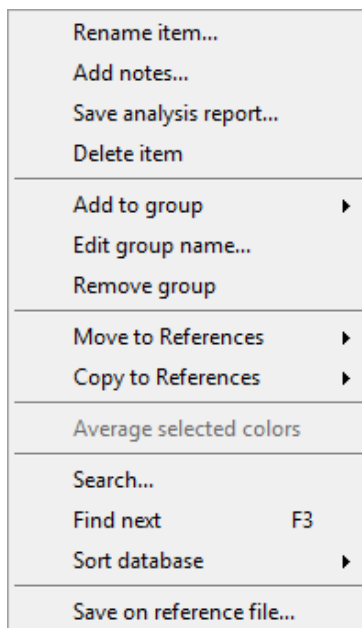 Rename item...
Add notes...
Save analysis report...
Delete item
Add to group
Edit group name...
Remove group
Move to References
Copy to References
Average selected colors
Search...
Find next F3
Sort database
Save on reference file...